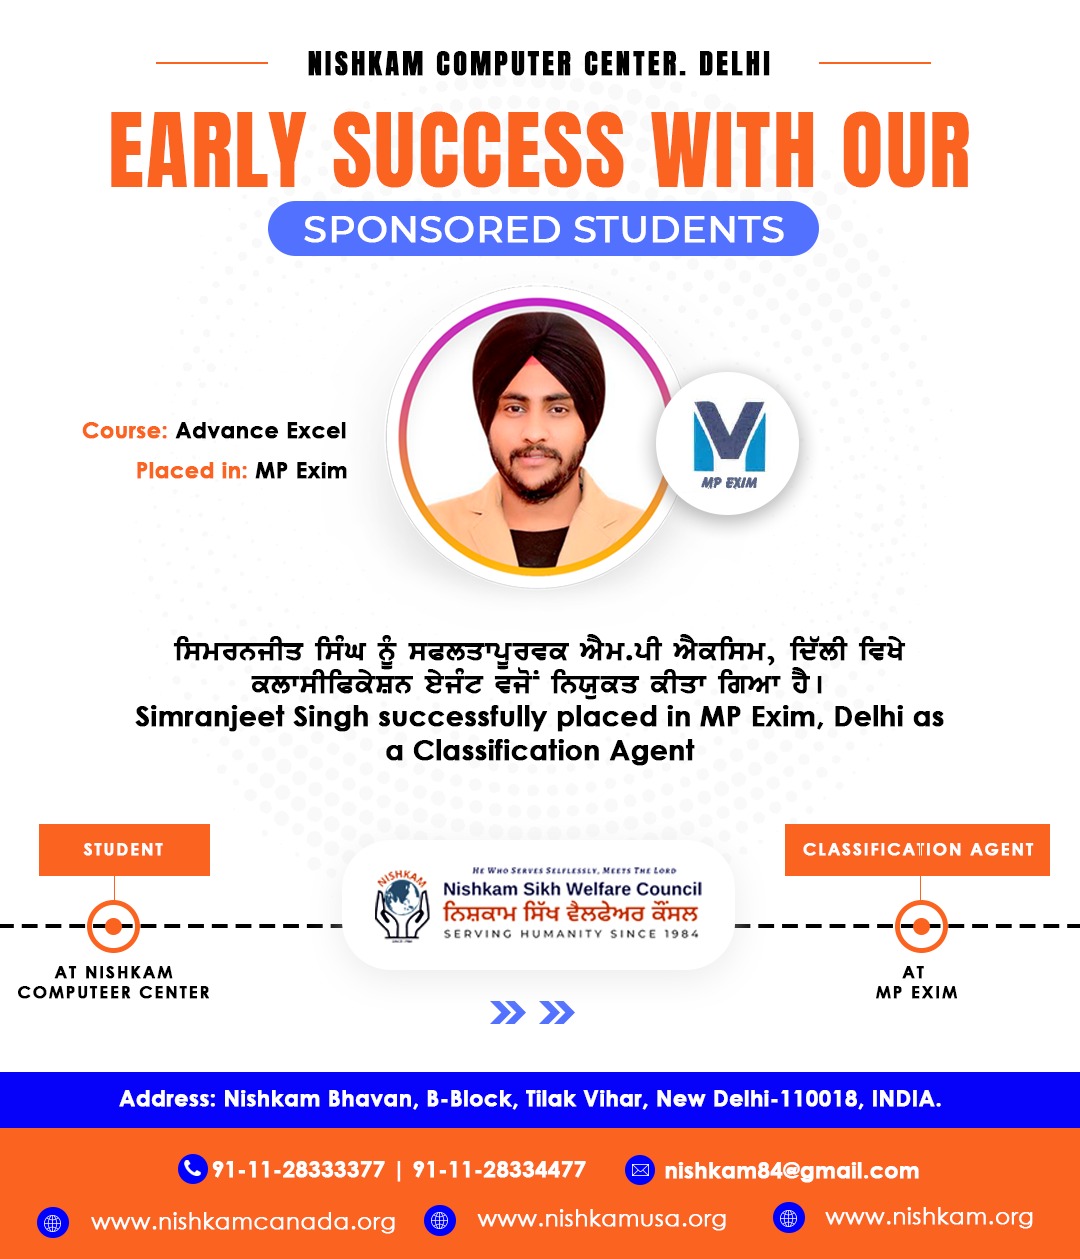 NISHKAM COMPUTER CENTER. DELHI
EARLY SUCCESS WITH OUR
SPONSORED STUDENTS
Course: Advance Excel
Placed in: MP Exim
MP EXIM
ਸਿਮਰਨਜੀਤ ਸਿੰਘ ਨੂੰ ਸਫਲਤਾਪੂਰਵਕ ਐਮ.ਪੀ ਐਕਸਿਮ, ਦਿੱਲੀ ਵਿਖੇ
ਕਲਾਸੀਫਿਕੇਸ਼ਨ ਏਜੰਟ ਵਜੋਂ ਨਿਯੁਕਤ ਕੀਤਾ ਗਿਆ ਹੈ।
Simranjeet Singh successfully placed in MP Exim, Delhi as
a Classification Agent
STUDENT
CLASSIFICATION AGENT
NISHKAM
HE WHO SERVES SELFLESSLY, MEETS THE LORD
Nishkam Sikh Welfare Council
ਨਿਸ਼ਕਾਮ ਸਿੱਖ ਵੈਲਫੇਅਰ ਕੌਂਸਲ
SERVING HUMANITY SINCE 1984
SINCE 1984
AT NISHKAM
COMPUTEER CENTER
AT
MP EXIM
Address: Nishkam Bhavan, B-Block, Tilak Vihar, New Delhi-110018, INDIA.
91-11-28333377 | 91-11-28334477 nishkam84@gmail.com
www.nishkamcanada.org www.nishkamusa.org www.nishkam.org